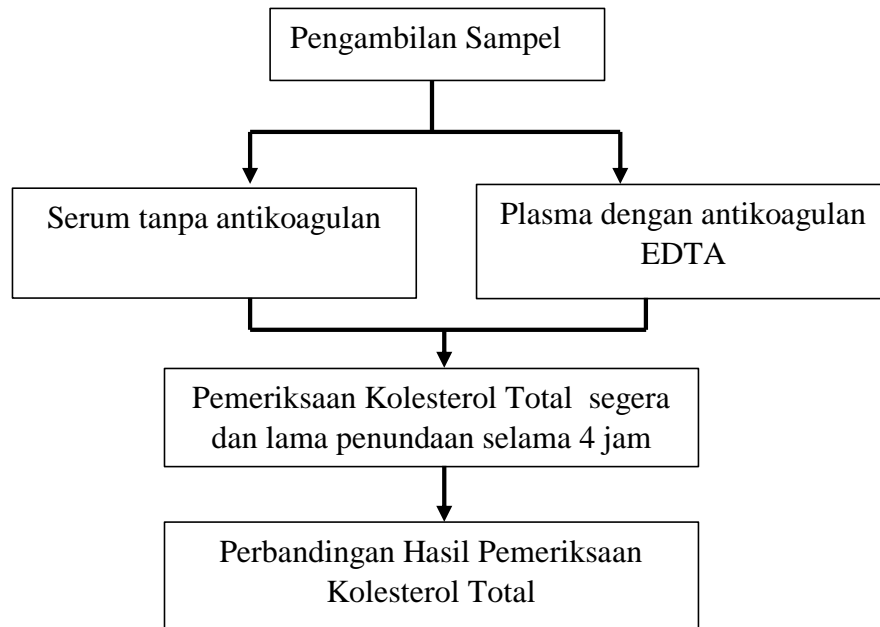 Pengambilan Sampel
Serum tanpa antikoagulan
Plasma dengan antikoagulan
EDTA
Pemeriksaan Kolesterol Total segera
dan lama penundaan selama 4 jam
Perbandingan Hasil Pemeriksaan
Kolesterol Total